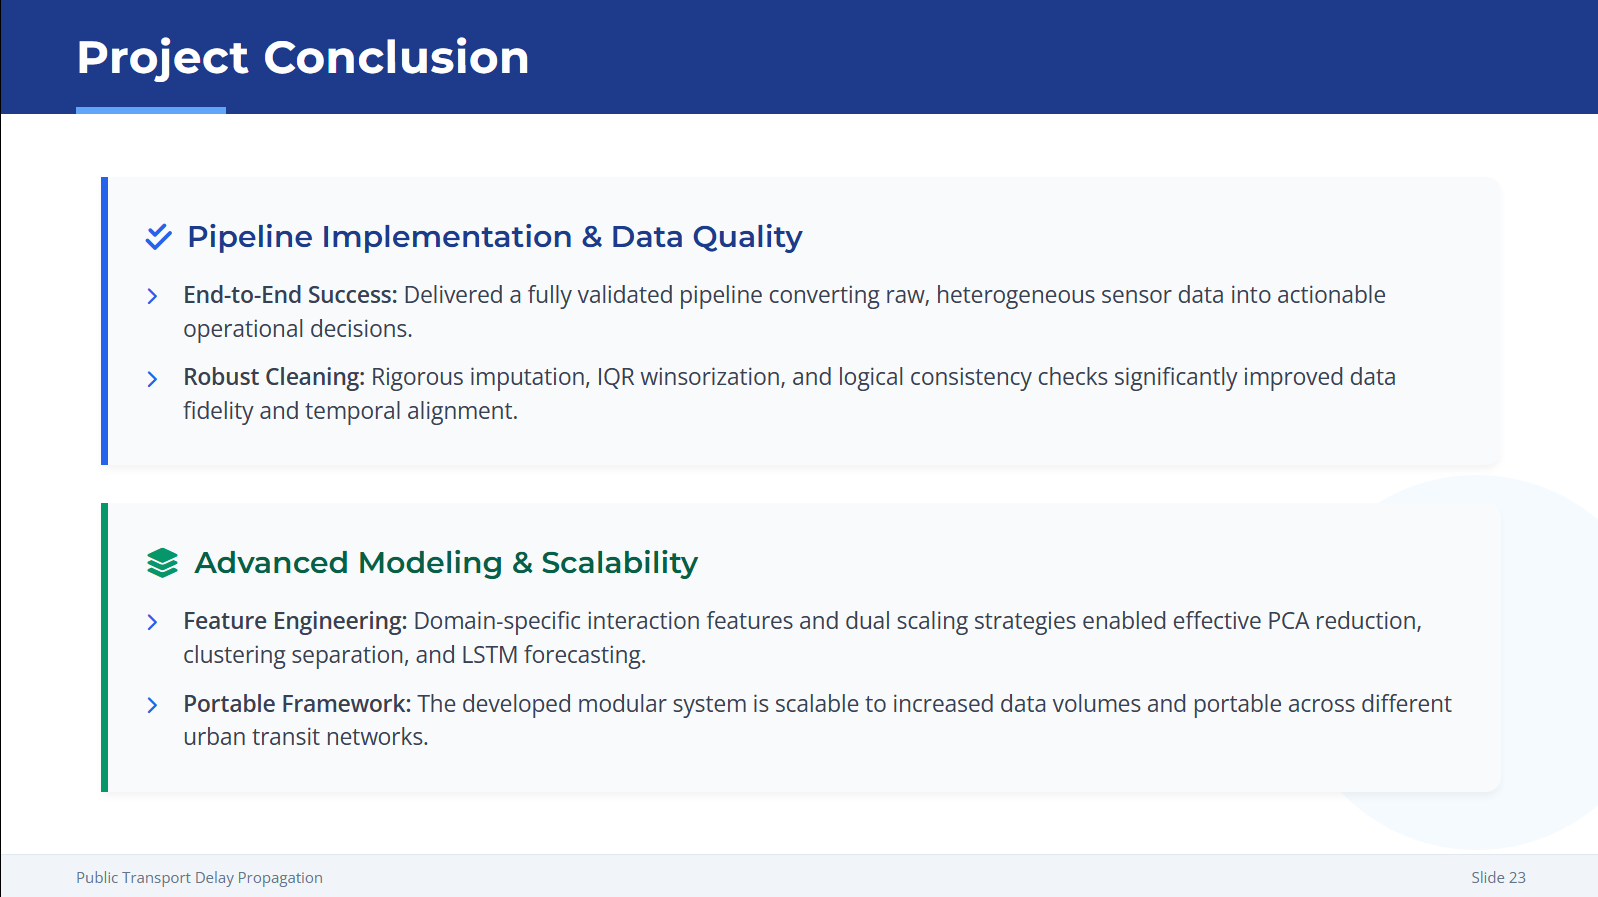 Project Conclusion
Pipeline Implementation & Data Quality
End-to-End Success: Delivered a fully validated pipeline converting raw, heterogeneous sensor data into actionable
operational decisions.
Robust Cleaning: Rigorous imputation, IQR winsorization, and logical consistency checks significantly improved data
fidelity and temporal alignment.
Advanced Modeling & Scalability
Feature Engineering: Domain-specific interaction features and dual scaling strategies enabled effective PCA reduction,
clustering separation, and LSTM forecasting.
Portable Framework: The developed modular system is scalable to increased data volumes and portable across different
urban transit networks.
Public Transport Delay Propagation
Slide 23